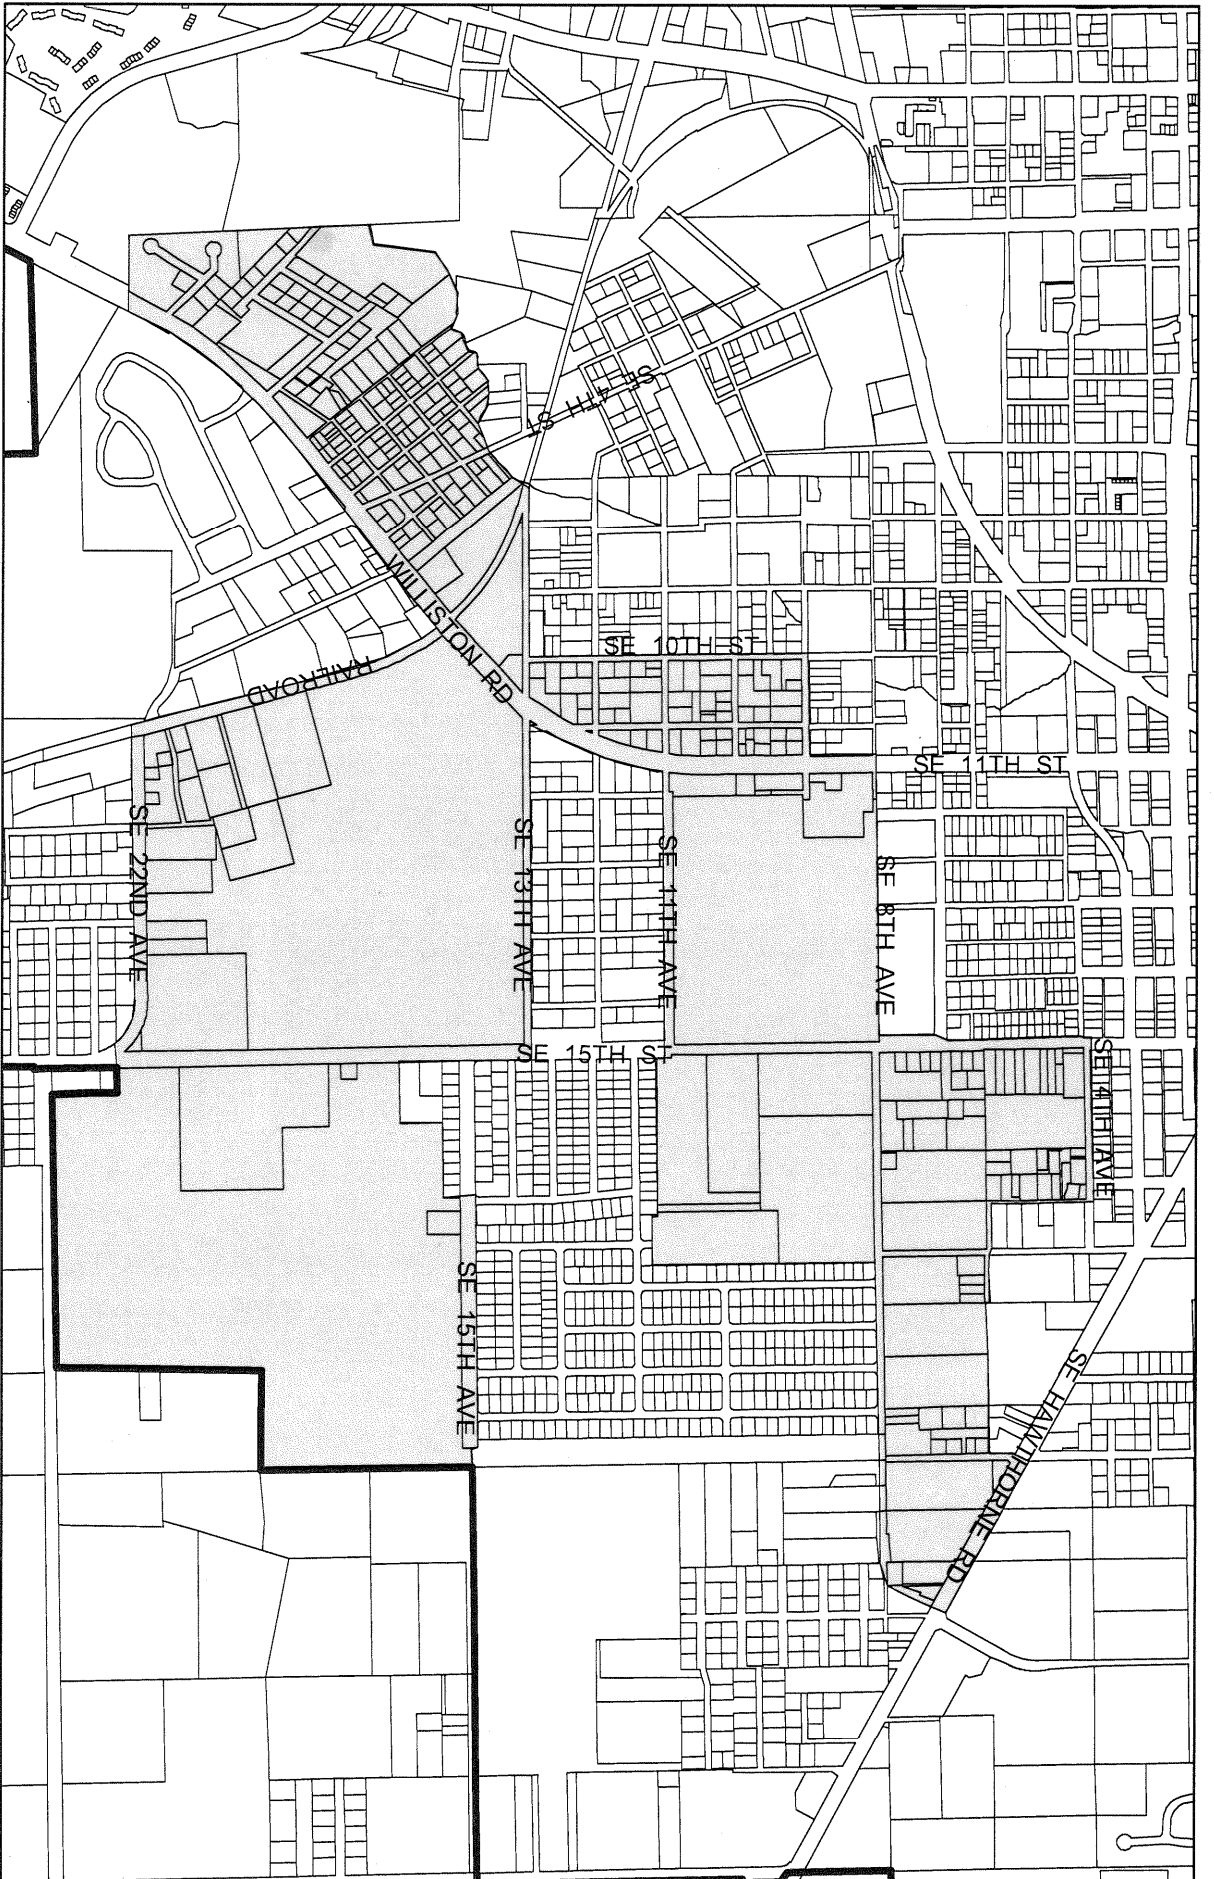 SE 4TH ST
WILLISTON RD
SE 10TH ST
RAILROAD
SE 11TH ST
SE 22ND AVE
SE 13TH AVE
SE 11TH AVE
SE 8TH AVE
SE 15TH ST
SE 4TH AVE
SE 15TH AVE
SE HAWTHORNE RD